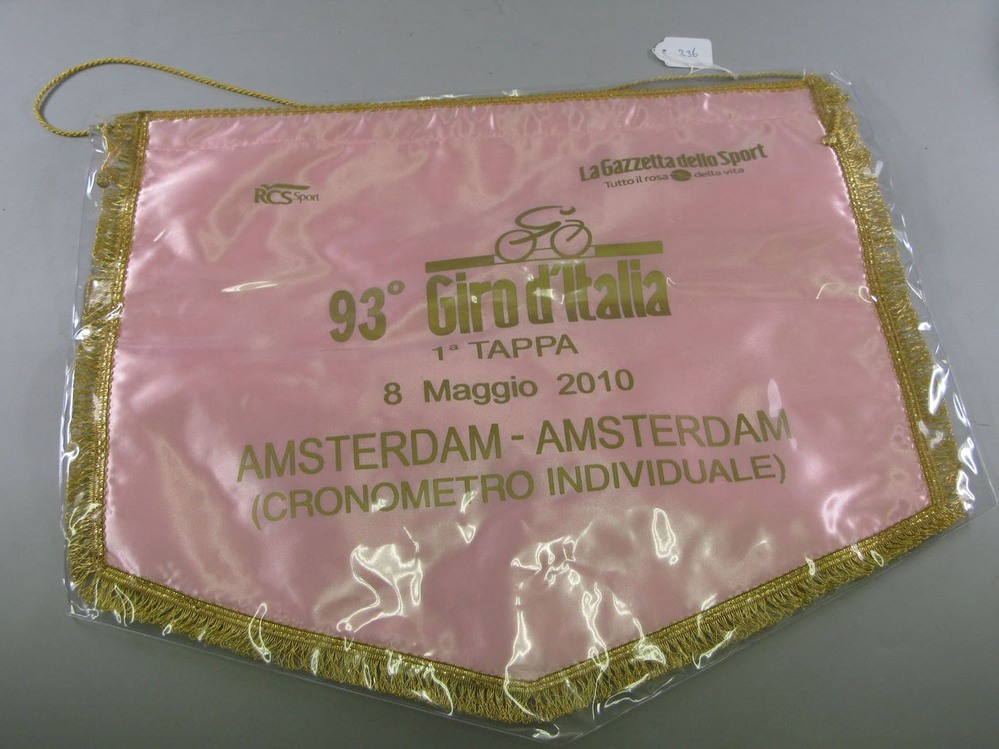 236
RCS Sport
La Gazzetta dello Sport
Tutto il rosa della vita
93° Giro d'Italia
1ª TAPPA
8 Maggio 2010
AMSTERDAM - AMSTERDAM
(CRONOMETRO INDIVIDUALE)